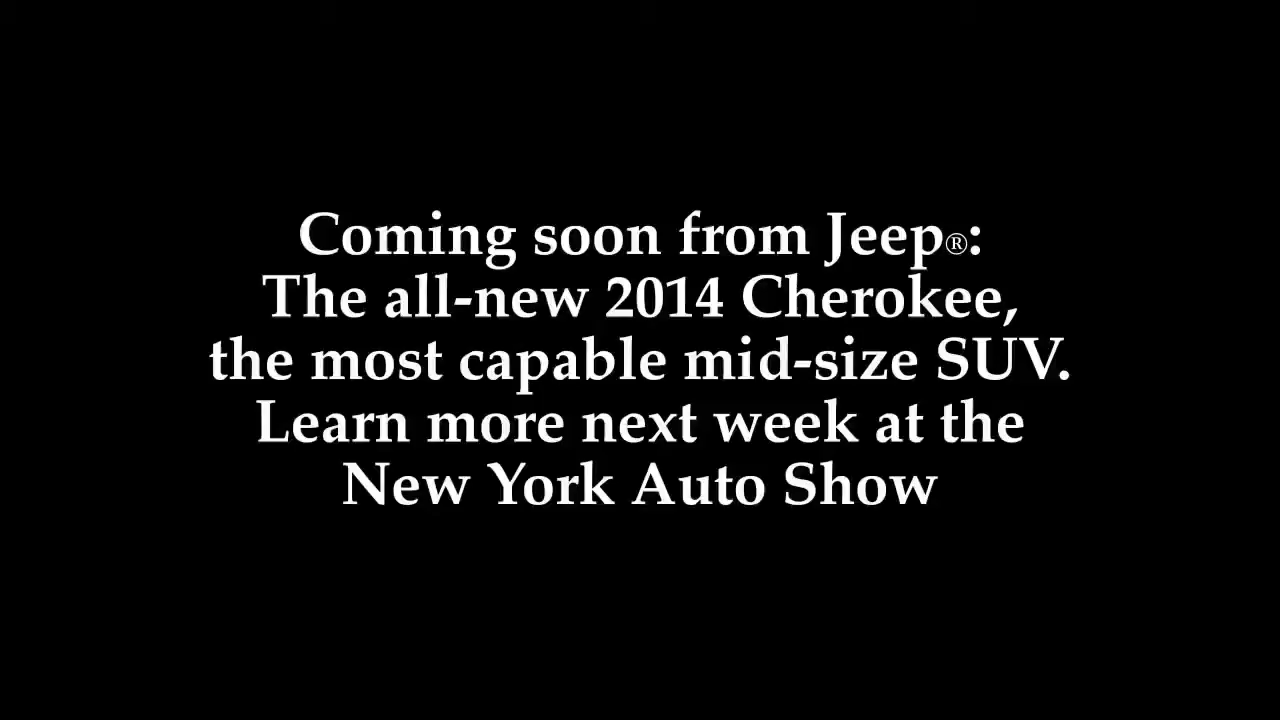 Coming soon from Jeep®:
The all-new 2014 Cherokee,
the most capable mid-size SUV.
Learn more next week at the
New York Auto Show